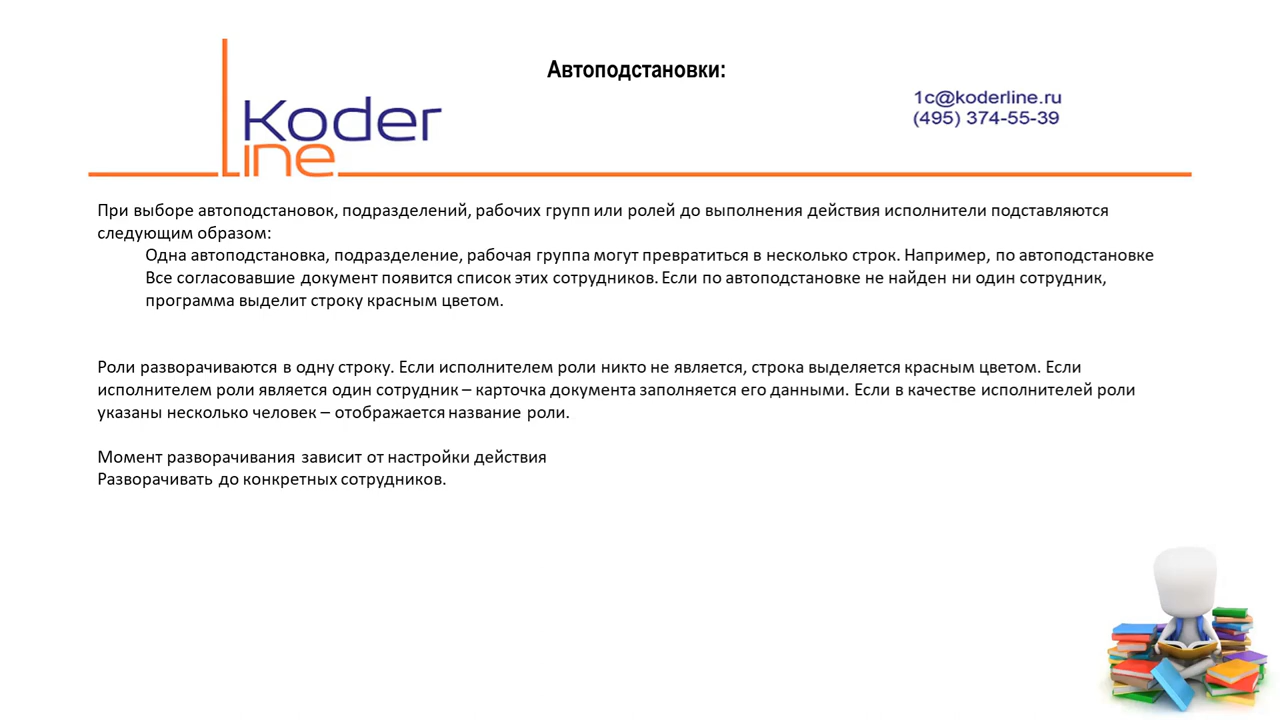 Автоподстановки:
Koder
Line
1c@koderline.ru
(495) 374-55-39
При выборе автоподстановок, подразделений, рабочих групп или ролей до выполнения действия исполнители подставляются
следующим образом:
Одна автоподстановка, подразделение, рабочая группа могут превратиться в несколько строк. Например, по автоподстановке
Все согласовавшие документ появится список этих сотрудников. Если по автоподстановке не найден ни один сотрудник,
программа выделит строку красным цветом.
Роли разворачиваются в одну строку. Если исполнителем роли никто не является, строка выделяется красным цветом. Если
исполнителем роли является один сотрудник – карточка документа заполняется его данными. Если в качестве исполнителей роли
указаны несколько человек – отображается название роли.
Момент разворачивания зависит от настройки действия
Разворачивать до конкретных сотрудников.